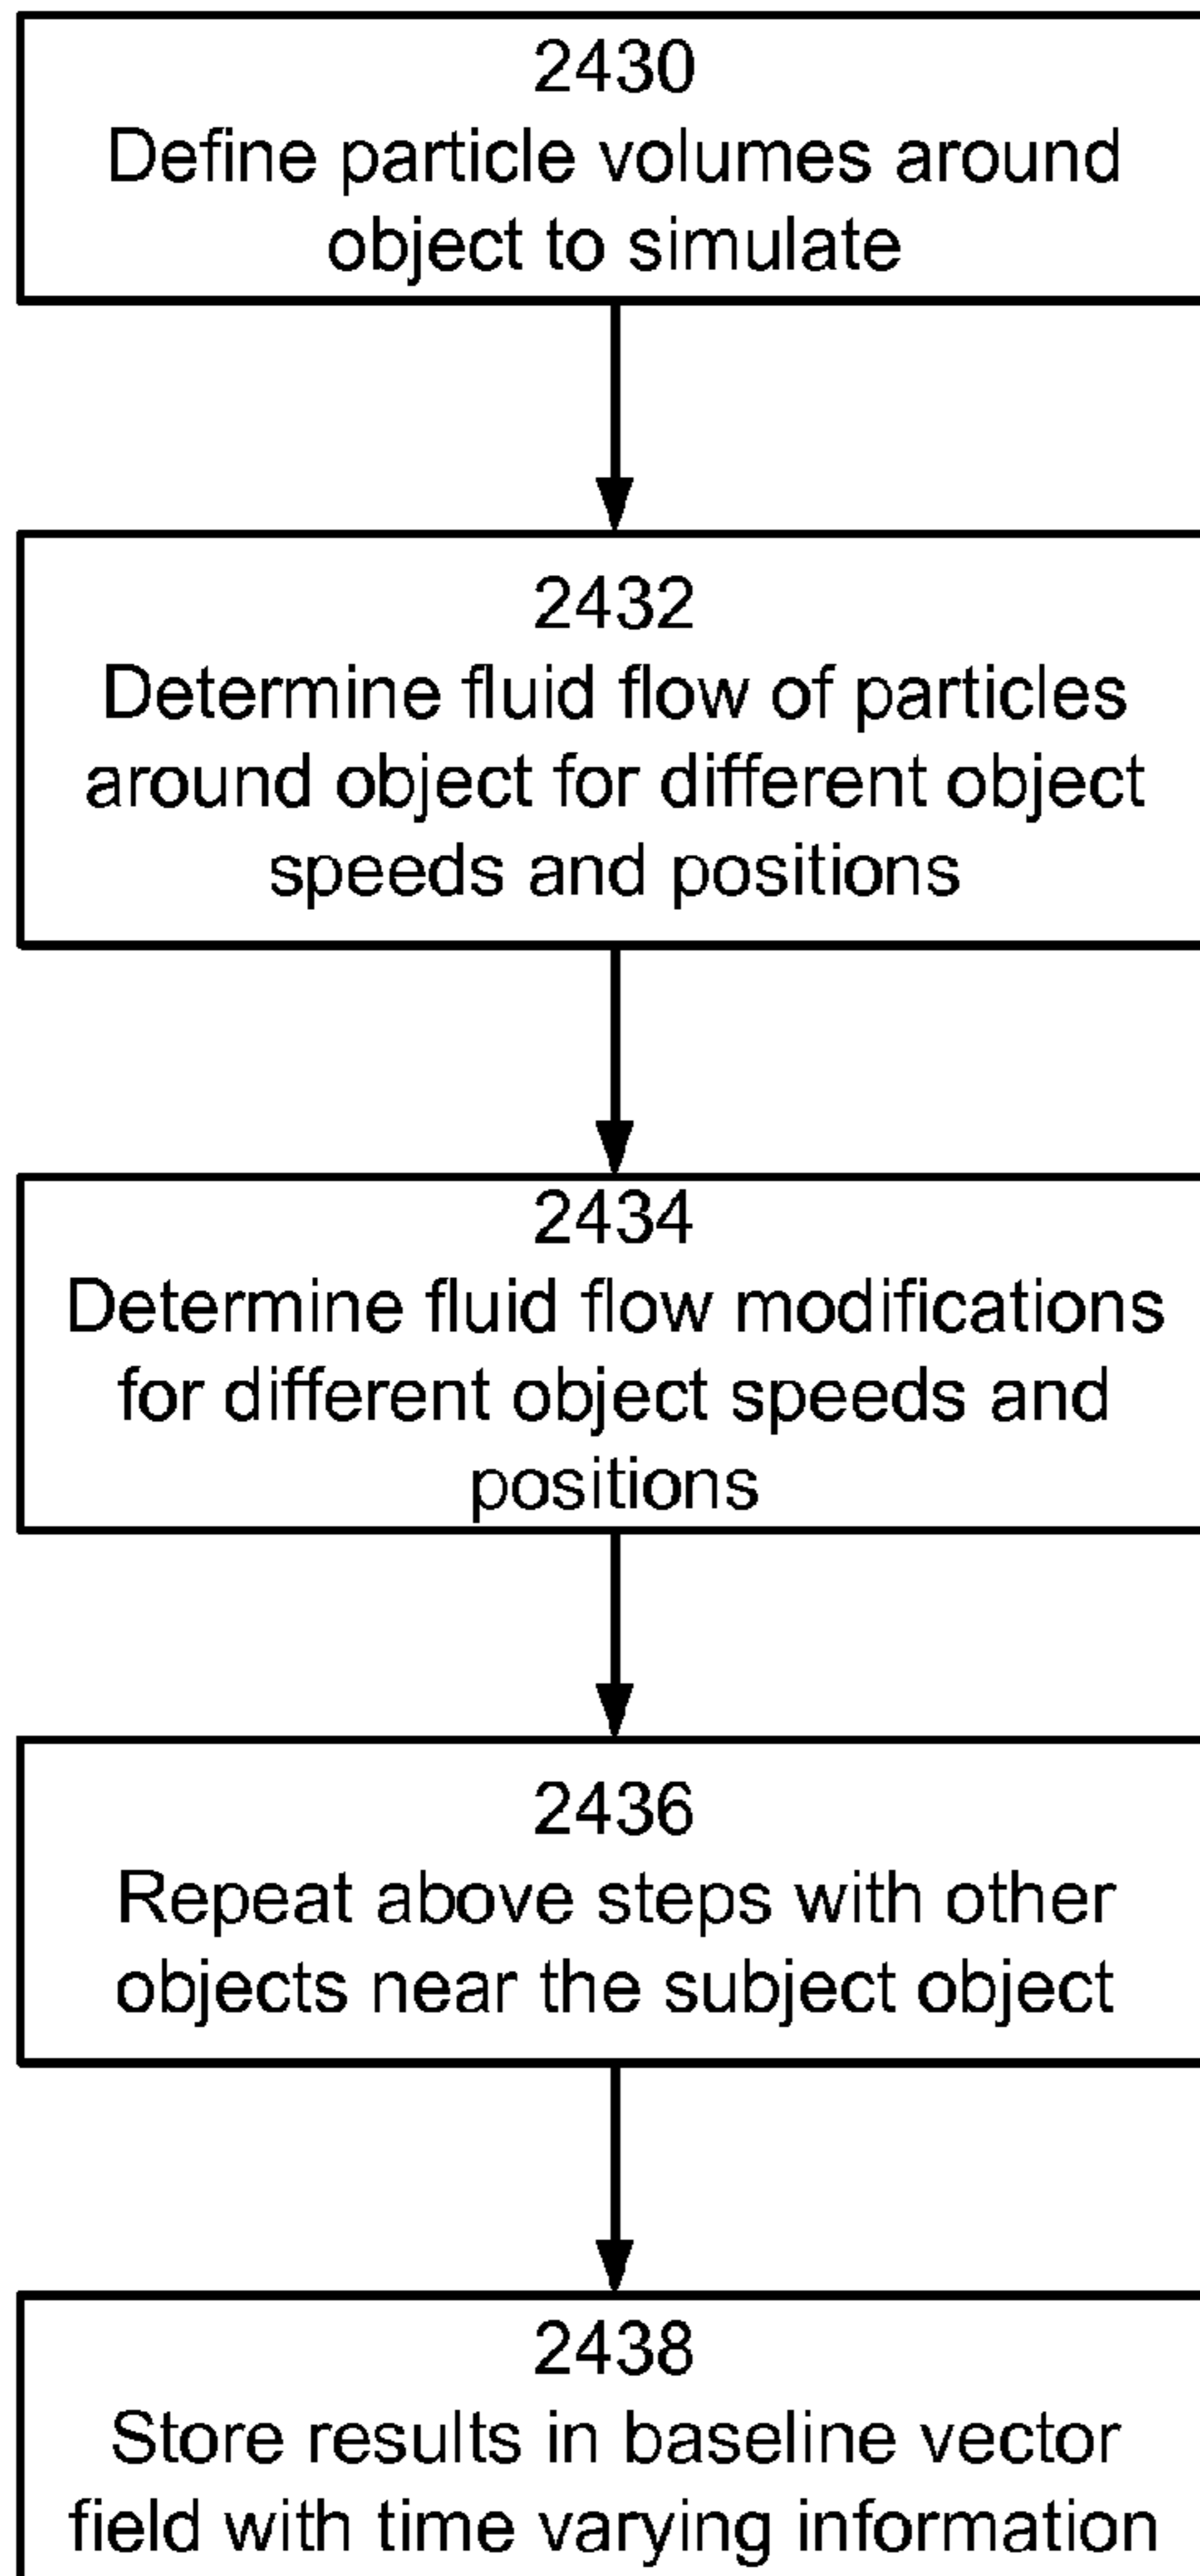 2430
Define particle volumes around
object to simulate
2432
Determine fluid flow of particles
around object for different object
speeds and positions
2434
Determine fluid flow modifications
for different object speeds and
positions
2436
Repeat above steps with other
objects near the subject object
2438
Store results in baseline vector
field with time varying information